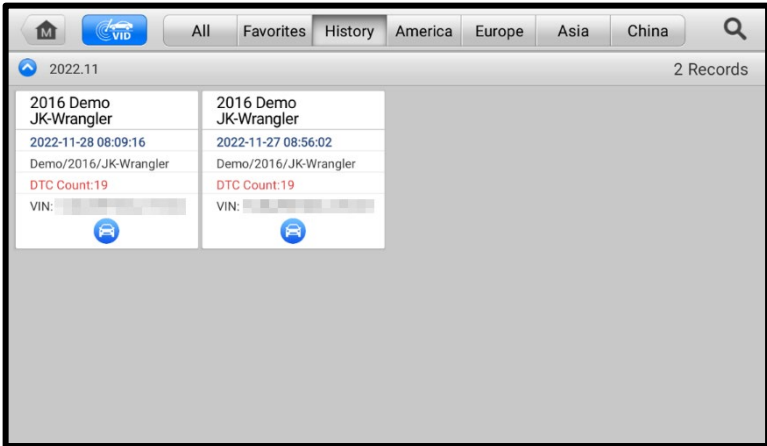 M VID All Favorites History America Europe Asia China
2022.11 2 Records
2016 Demo
JK-Wrangler
2022-11-28 08:09:16
Demo/2016/JK-Wrangler
DTC Count:19
VIN:
2016 Demo
JK-Wrangler
2022-11-27 08:56:02
Demo/2016/JK-Wrangler
DTC Count:19
VIN: